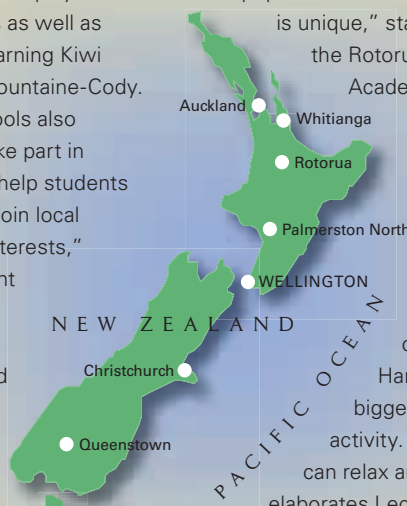 as well as
arning Kiwi
ountaine-Cody.
ools also
ke part in
help students
oin local
terests,"
nt
d
is unique," sta
the Rotoru
Acade
Auckland
Whitianga
Rotorua
Palmerston North
WELLINGTON
NEW ZEALAND
Christchurch
PACIFIC OCEAN
Queenstown
Har
bigge
activity.
can relax a
elaborates Lec